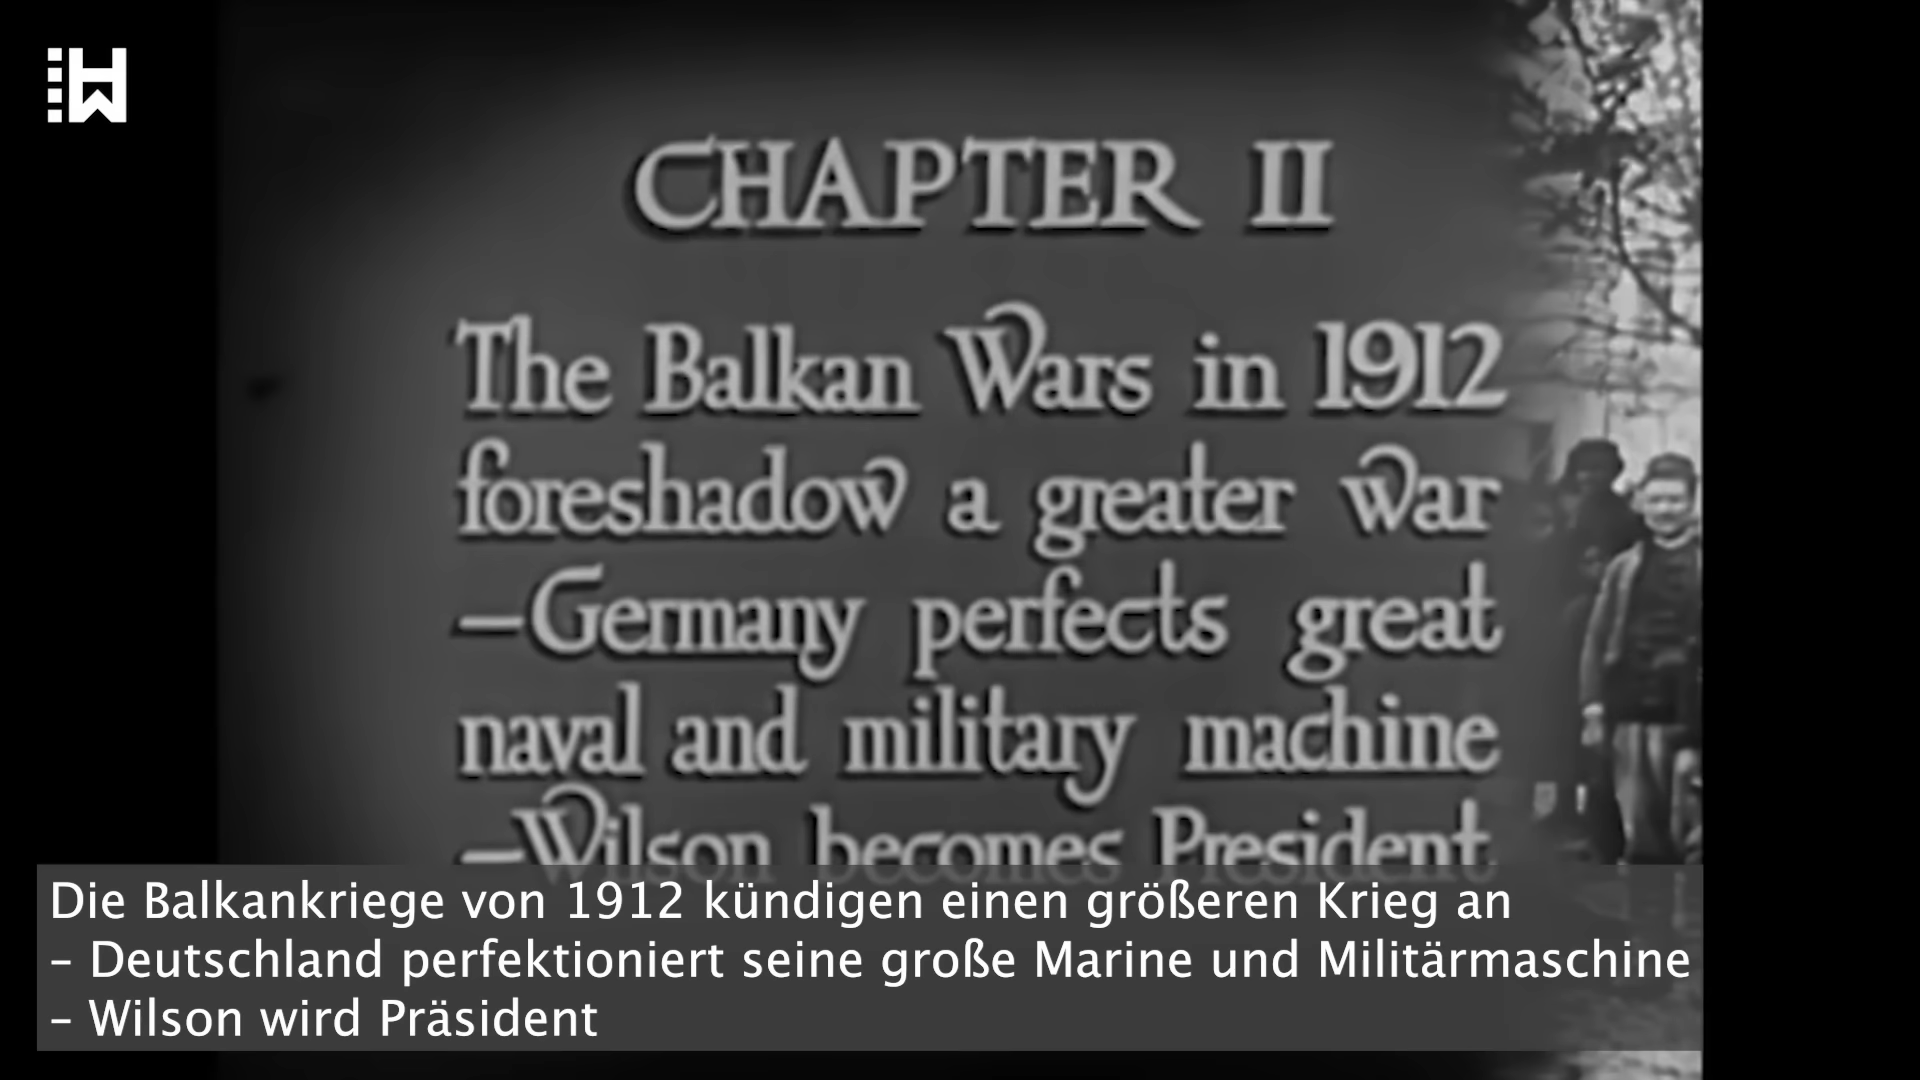 CHAPTER II
The Balkan Wars in 1912
foreshadow a greater war
—Germany perfects great
naval and military machine
—Wilson becomes President
Die Balkankriege von 1912 kündigen einen größeren Krieg an
– Deutschland perfektioniert seine große Marine und Militärmaschine
– Wilson wird Präsident